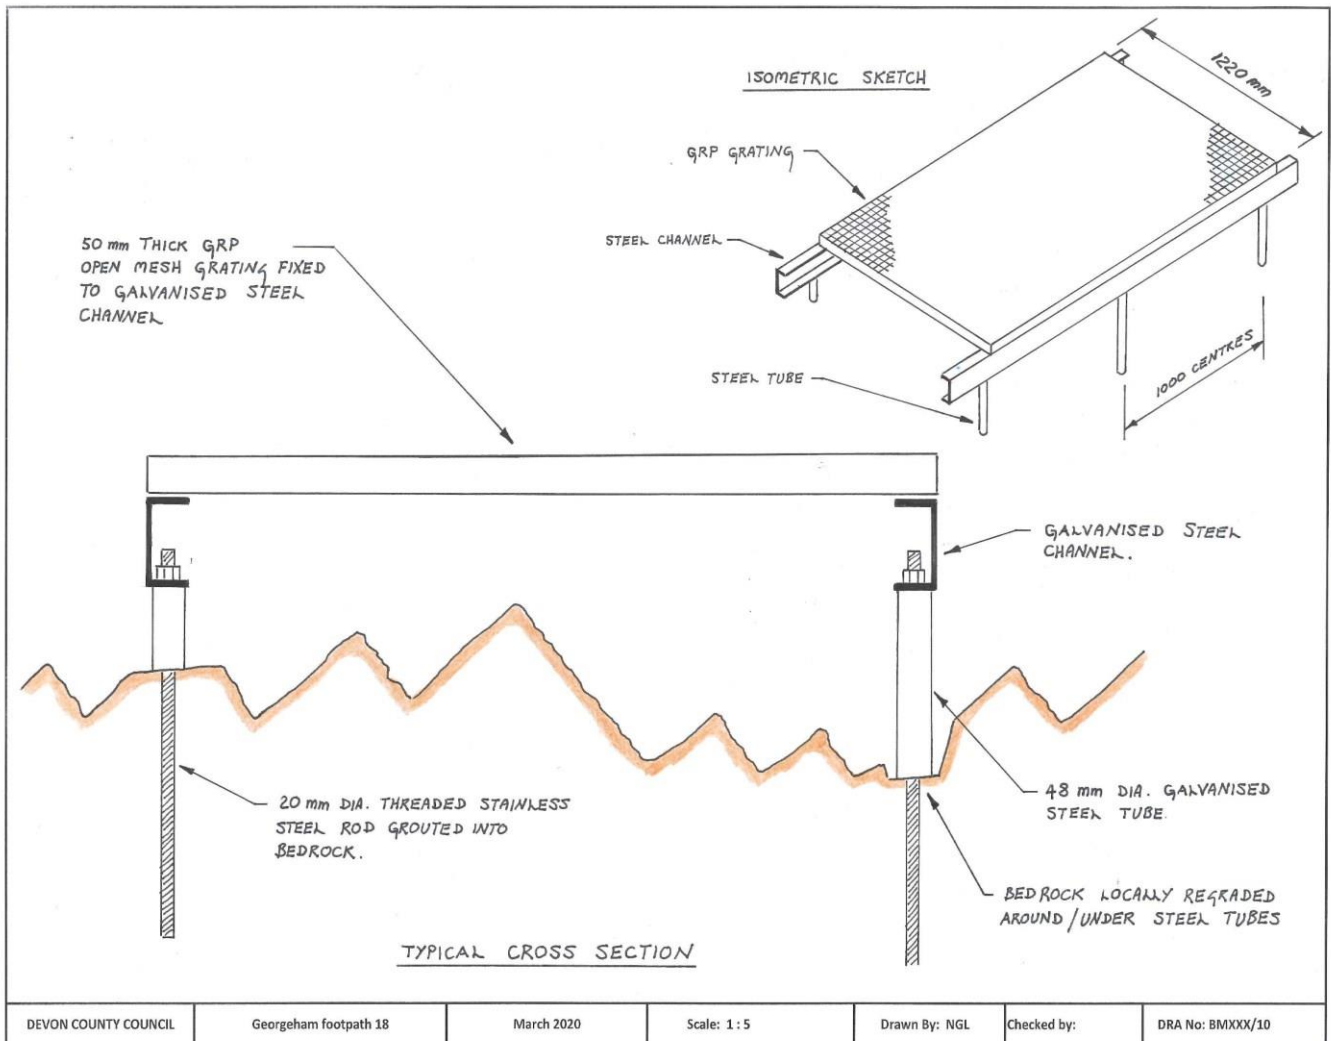 ISOMETRIC SKETCH
1220 mm
GRP GRATING
STEEL CHANNEL
STEEL TUBE
1000 CENTRES
50 mm THICK GRP
OPEN MESH GRATING FIXED
TO GALVANISED STEEL
CHANNEL
GALVANISED STEEL
CHANNEL.
20 mm DIA. THREADED STAINLESS
STEEL ROD GROUTED INTO
BEDROCK.
48 mm DIA. GALVANISED
STEEL TUBE.
BEDROCK LOCALLY REGRADED
AROUND/UNDER STEEL TUBES
TYPICAL CROSS SECTION
DEVON COUNTY COUNCIL
Georgeham footpath 18
March 2020
Scale: 1 : 5
Drawn By: NGL
Checked by:
DRA No: BMXXX/10